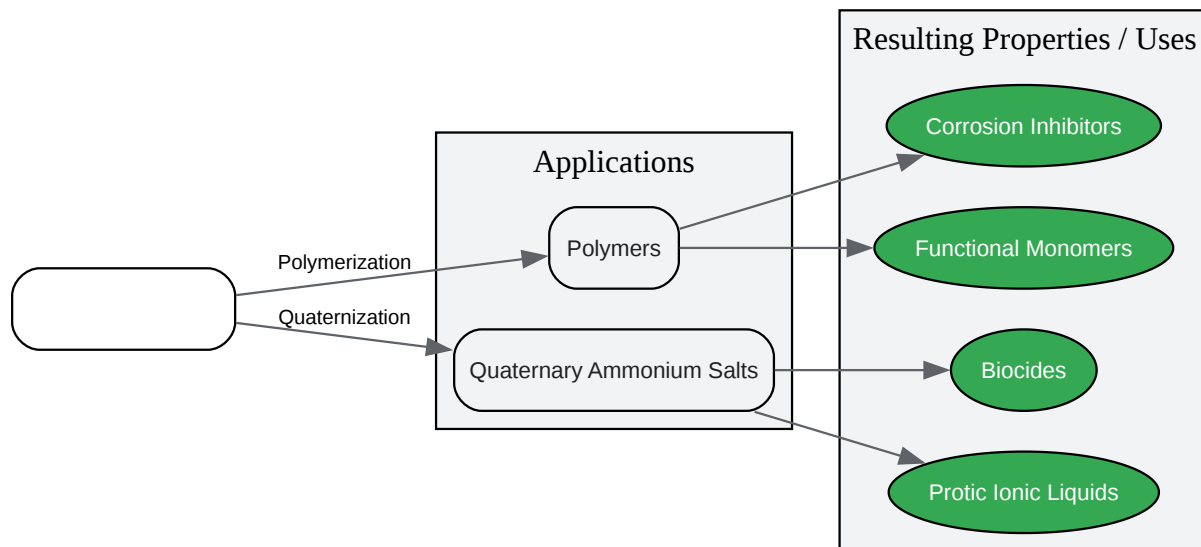 Polymerization
Quaternization
Applications
Polymers
Quaternary Ammonium Salts
Resulting Properties / Uses
Corrosion Inhibitors
Functional Monomers
Biocides
Protic Ionic Liquids